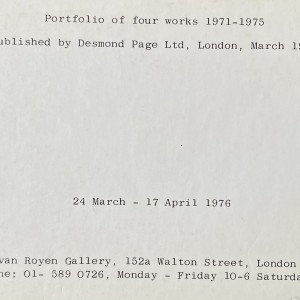 Portfolio of four works 1971-1975
ublished by Desmond Page Ltd, London, March 19
24 March - 17 April 1976
van Royen Gallery, 152a Walton Street, London
ne: 01- 589 0726, Monday - Friday 10-6 Saturda